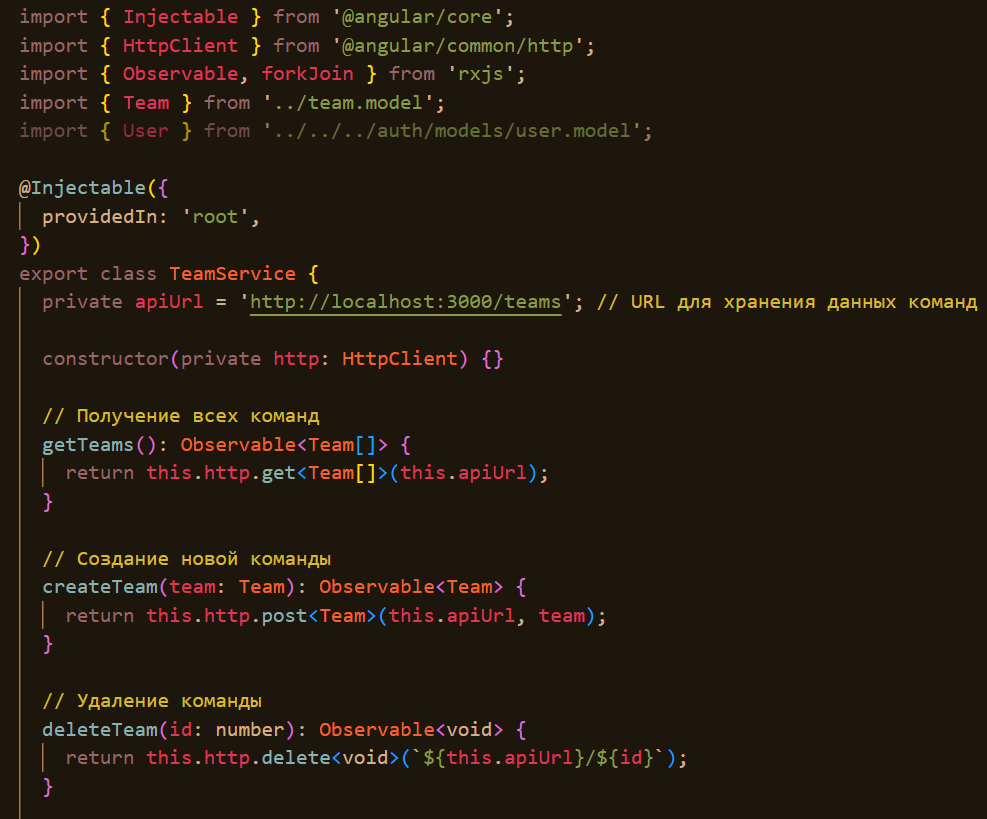 import { Injectable } from '@angular/core';
import { HttpClient } from '@angular/common/http';
import { Observable, forkJoin } from 'rxjs';
import { Team } from '../team.model';
import { User } from '../../../auth/models/user.model';
@Injectable({
providedIn: 'root',
})
export class TeamService {
private apiUrl = 'http://localhost:3000/teams'; // URL для хранения данных команд
constructor(private http: HttpClient) {}
// Получение всех команд
getTeams(): Observable<Team[]> {
return this.http.get<Team[]>(this.apiUrl);
}
// Создание новой команды
createTeam(team: Team): Observable<Team> {
return this.http.post<Team>(this.apiUrl, team);
}
// Удаление команды
deleteTeam(id: number): Observable<void> {
return this.http.delete<void>(`${this.apiUrl}/${id}`);
}